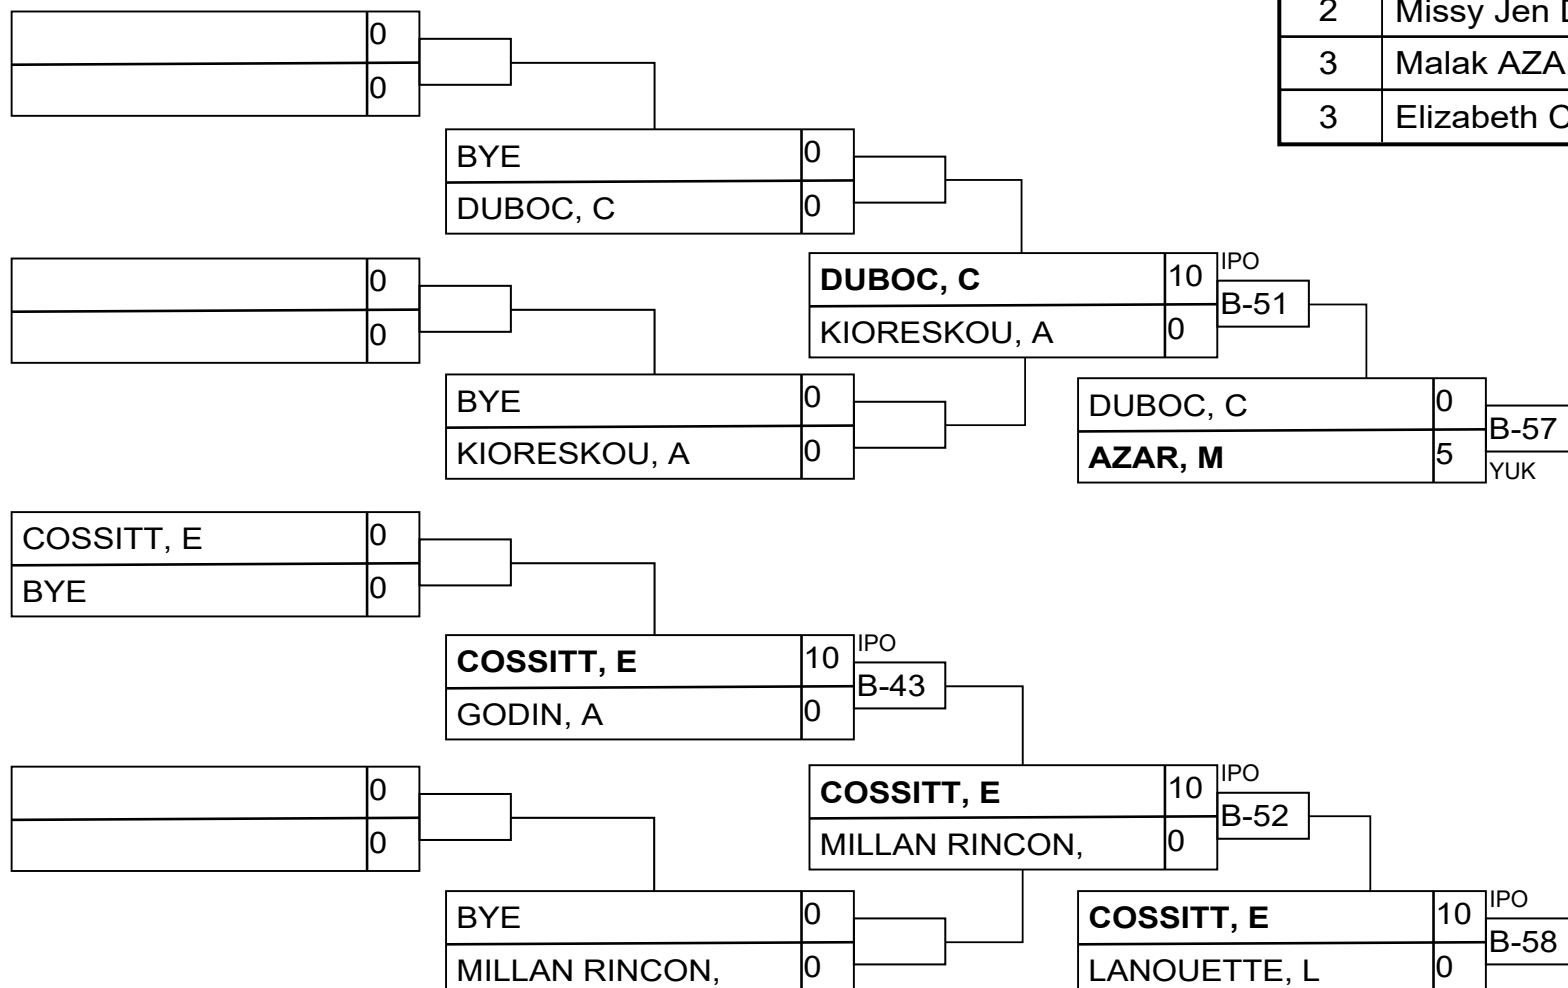 2 Missy Jen
3 Malak AZA
3 Elizabeth
0
0
BYE 0
DUBOC, C 0
0
0
DUBOC, C 10 IPO
B-51
KIORESKOU, A 0
BYE 0
KIORESKOU, A 0
DUBOC, C 0
B-57
AZAR, M 5 YUK
COSSITT, E 0
BYE 0
COSSITT, E 10 IPO
B-43
GODIN, A 0
0
0
COSSITT, E 10 IPO
B-52
MILLAN RINCON, 0
BYE 0
MILLAN RINCON, 0
COSSITT, E 10 IPO
B-58
LANOUETTE, L 0